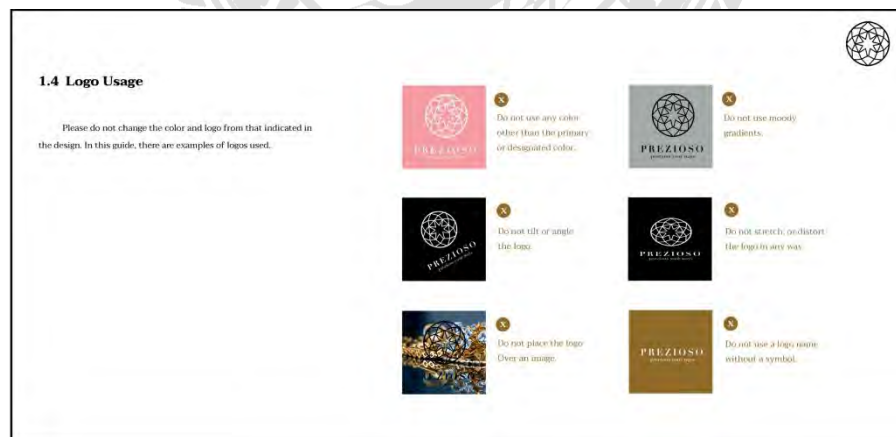 1.4 Logo Usage
Please do not change the color and logo from that indicated in
the design. In this guide, there are examples of logos used.
X
Do not use any color
other than the primary
or designated color.
PREZIOSO
X
Do not use moody
gradients.
PREZIOSO
X
Do not tilt or angle
the logo.
PREZIOSO
X
Do not stretch, or distort
the logo in any way.
PREZIOSO
X
Do not place the logo
Over an image.
X
Do not use a logo name
without a symbol.
PREZIOSO